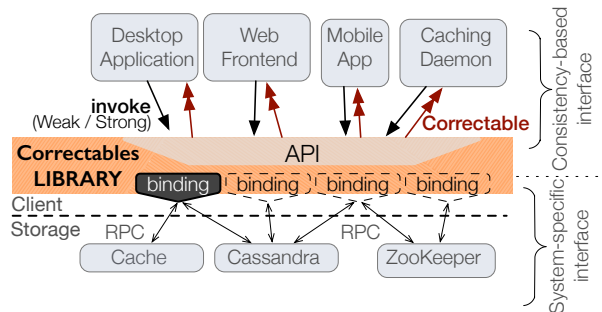 Desktop
Application
Web
Frontend
Mobile
App
Caching
Daemon
invoke
(Weak / Strong)
Correctable
Correctables
LIBRARY
API
binding
binding
binding
binding
Client
Storage
RPC
RPC
Cache
Cassandra
ZooKeeper
Consistency-based
interface
System-specific
interface